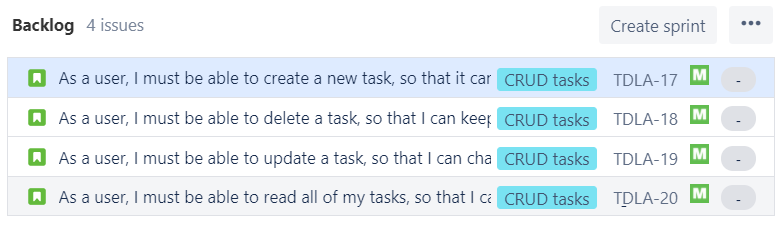 Backlog 4 issues Create sprint •••
As a user, I must be able to create a new task, so that it can CRUD tasks TDLA-17 M -
As a user, I must be able to delete a task, so that I can keep CRUD tasks TDLA-18 M -
As a user, I must be able to update a task, so that I can cha CRUD tasks TDLA-19 M -
As a user, I must be able to read all of my tasks, so that I ca CRUD tasks TDLA-20 M -